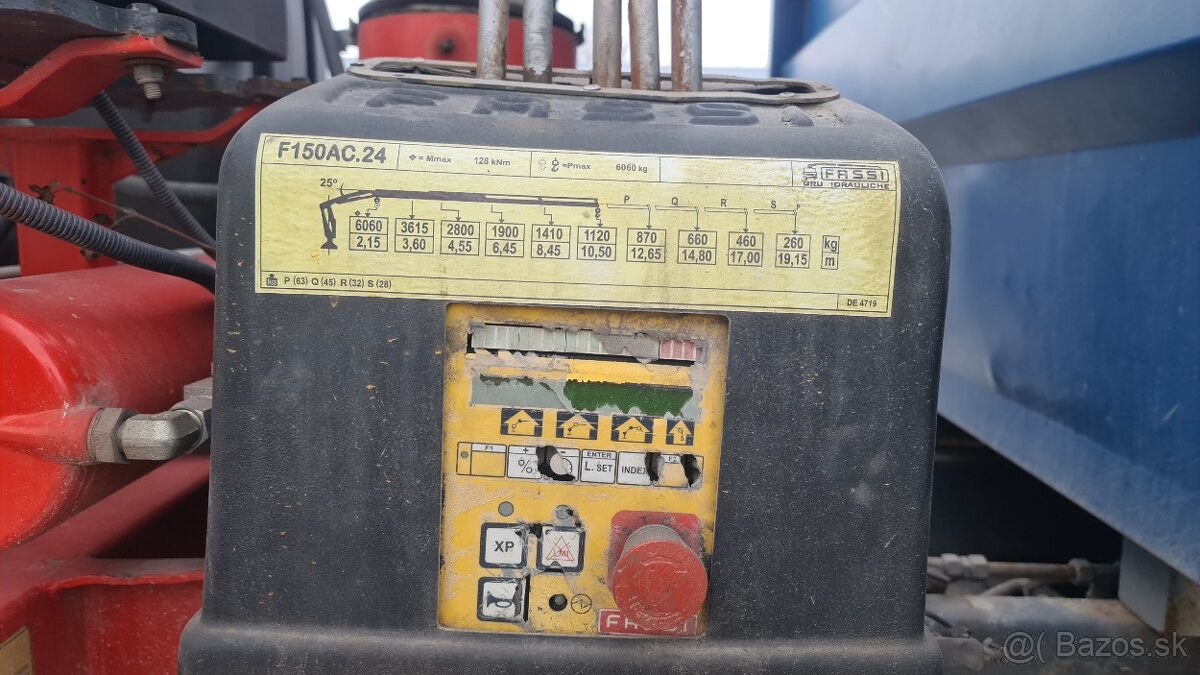 F150AC.24 = Mmax 128 kNm =Pmax 6060 kg FASSI
GRU IDRAULICHE
25° P Q R S
6060 3615 2800 1900 1410 1120 870 660 460 260 kg
2,15 3,60 4,55 6,45 8,45 10,50 12,65 14,80 17,00 19,15 m
kg P (63) Q (45) R (32) S (28) DE 4719
F1 + % - ENTER L. SET INDEX F2
XP LMI
FASSI
@( Bazos.sk